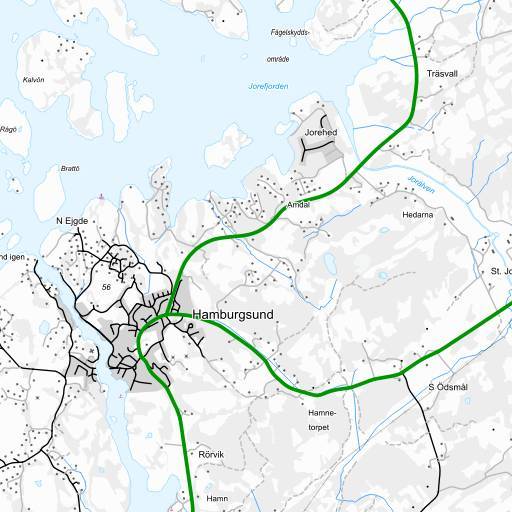 Fågelskydds-
område
Träsvall
Kalvön
Jorefjorden
Rågö
Jorehed
Brattö
Jorälven
Amdal
Hedarna
N Ejgde
nd igen
St. Jo
56
Hamburgsund
S Ödsmål
Hamne-
torpet
Rörvik
Hamn